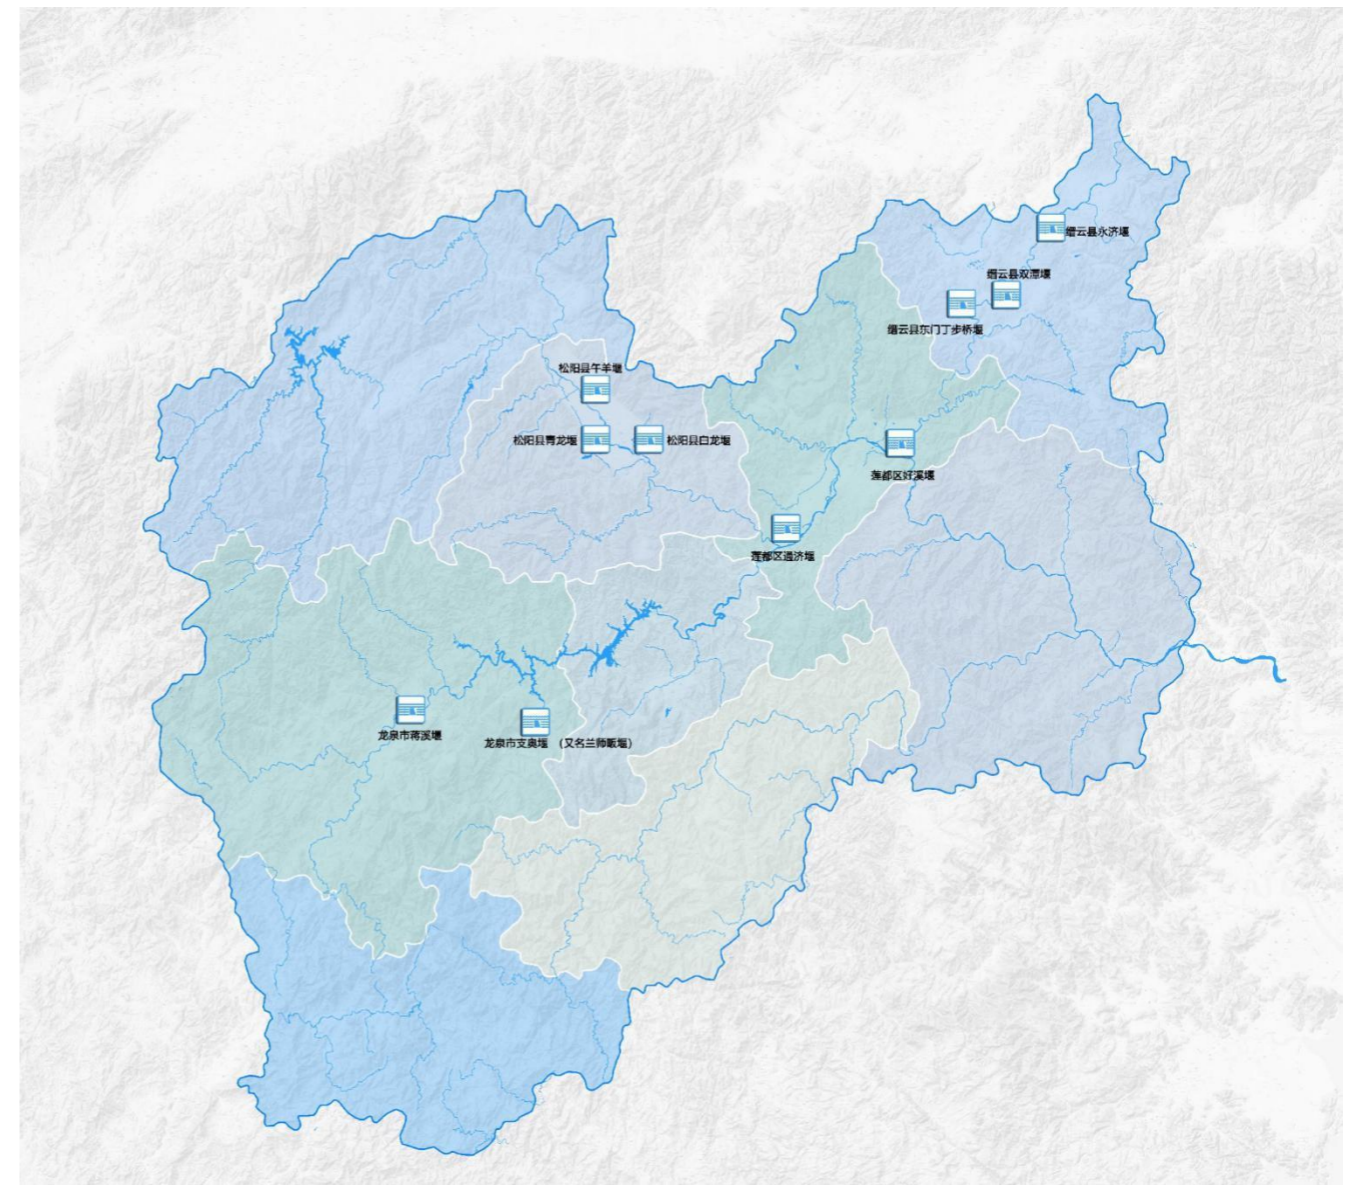 缙云县永济堰
缙云县双潭堰
缙云县东门丁步桥堰
松阳县午羊堰
松阳县青龙堰
松阳县白龙堰
莲都区好溪堰
莲都区通济堰
龙泉市蒋溪堰
龙泉市支奥堰 (又名兰师畈堰)